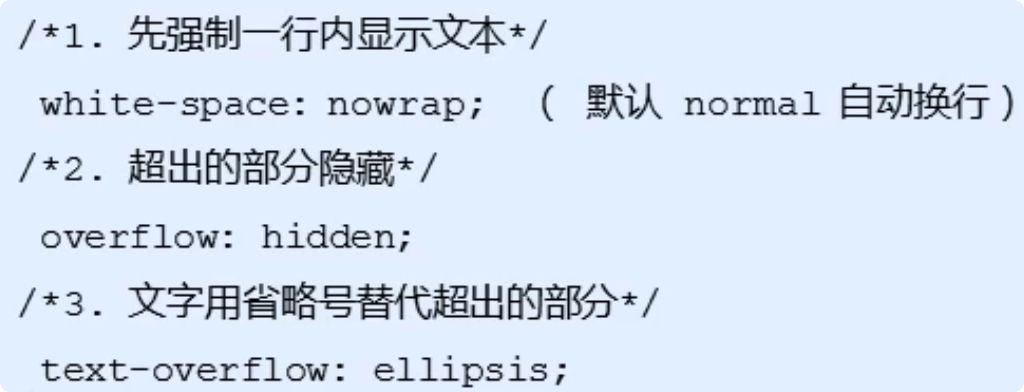 /*1. 先强制一行内显示文本*/
white-space: nowrap; ( 默认 normal 自动换行)
/*2. 超出的部分隐藏*/
overflow: hidden;
/*3. 文字用省略号替代超出的部分*/
text-overflow: ellipsis;